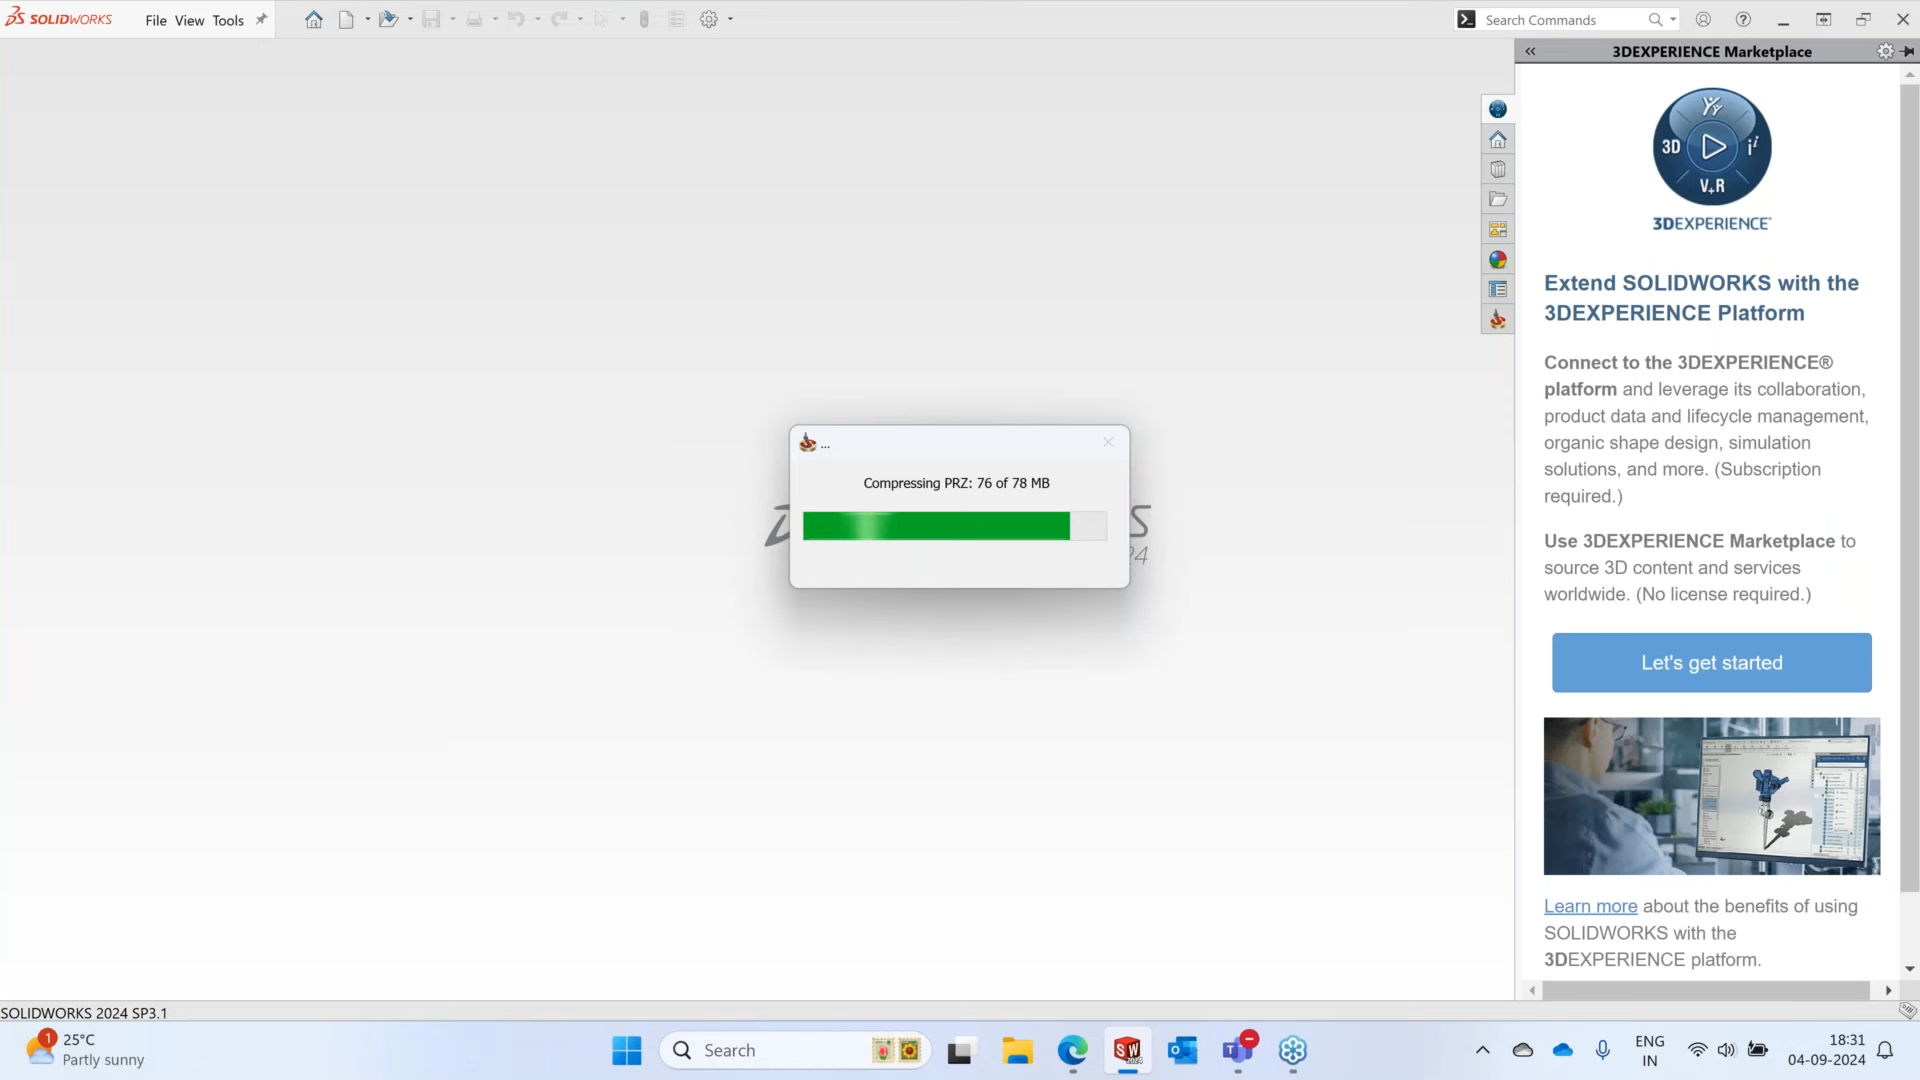 SOLIDWORKS
File View Tools
Search Commands
3DEXPERIENCE Marketplace
3D
V+R
3DEXPERIENCE
Extend SOLIDWORKS with the
3DEXPERIENCE Platform
Connect to the 3DEXPERIENCE®
platform and leverage its collaboration,
product data and lifecycle management,
organic shape design, simulation
solutions, and more. (Subscription
required.)
Use 3DEXPERIENCE Marketplace to
source 3D content and services
worldwide. (No license required.)
Let's get started
Learn more about the benefits of using
SOLIDWORKS with the
3DEXPERIENCE platform.
...
Compressing PRZ: 76 of 78 MB
S
24
SOLIDWORKS 2024 SP3.1
1
25°C
Partly sunny
Search
SW
2024
ENG
IN
18:31
04-09-2024